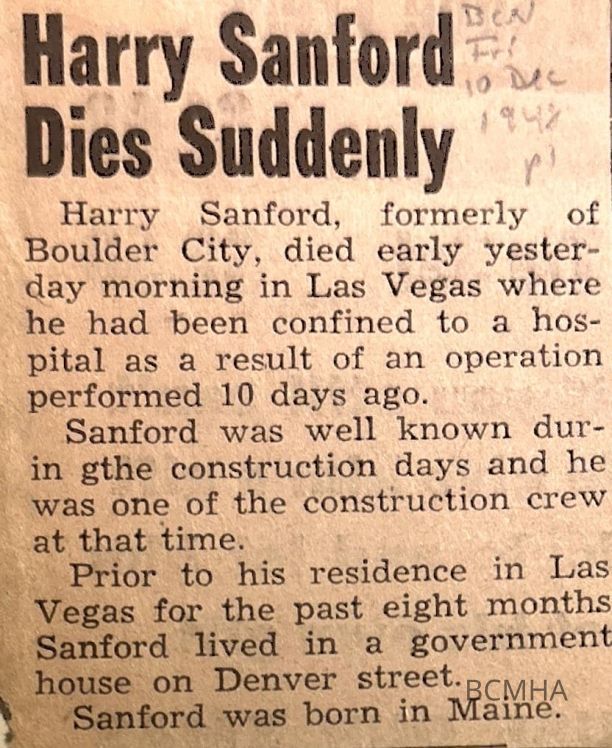 Harry Sanford
Dies Suddenly
BCN
Fri
10 Dec
1948
p1
Harry Sanford, formerly of
Boulder City, died early yester-
day morning in Las Vegas where
he had been confined to a hos-
pital as a result of an operation
performed 10 days ago.
Sanford was well known dur-
in gthe construction days and he
was one of the construction crew
at that time.
Prior to his residence in Las
Vegas for the past eight months
Sanford lived in a government
house on Denver street.
BCMHA
Sanford was born in Maine.